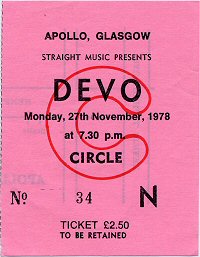 APOLLO, GLASGOW
STRAIGHT MUSIC PRESENTS
DEVO
Monday, 27th November, 1978
at 7.30 p.m.
CIRCLE
No 34 N
TICKET £2.50
TO BE RETAINED